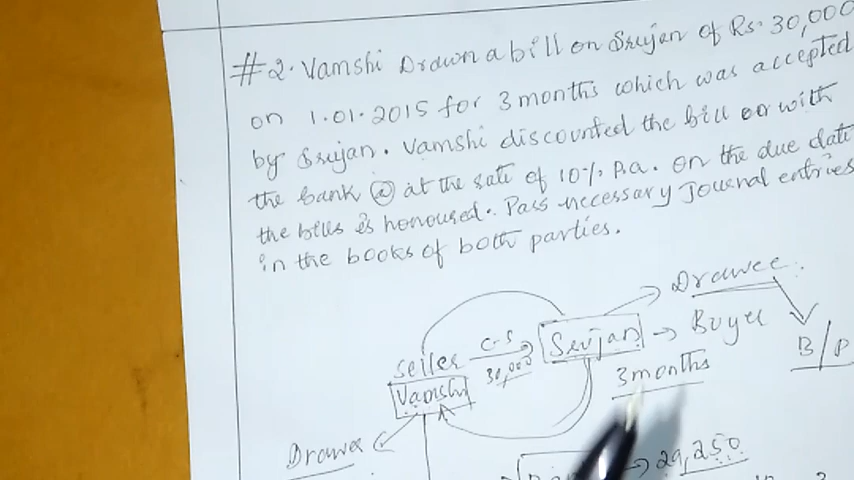 #2. Vamshi Drawn a bill on Srujan of Rs. 30,000
on 1.01.2015 for 3 months which was accepted
by Srujan. Vamshi discounted the bill with
the bank @ at the rate of 10% P.a. on the due date
the bills is honoured. Pass necessary Journal entries
in the books of both parties.
Drawee
C-S
Srujan
Buyer
B/P
Seller
30,000
3 months
Vamshi
Drawer
29,250